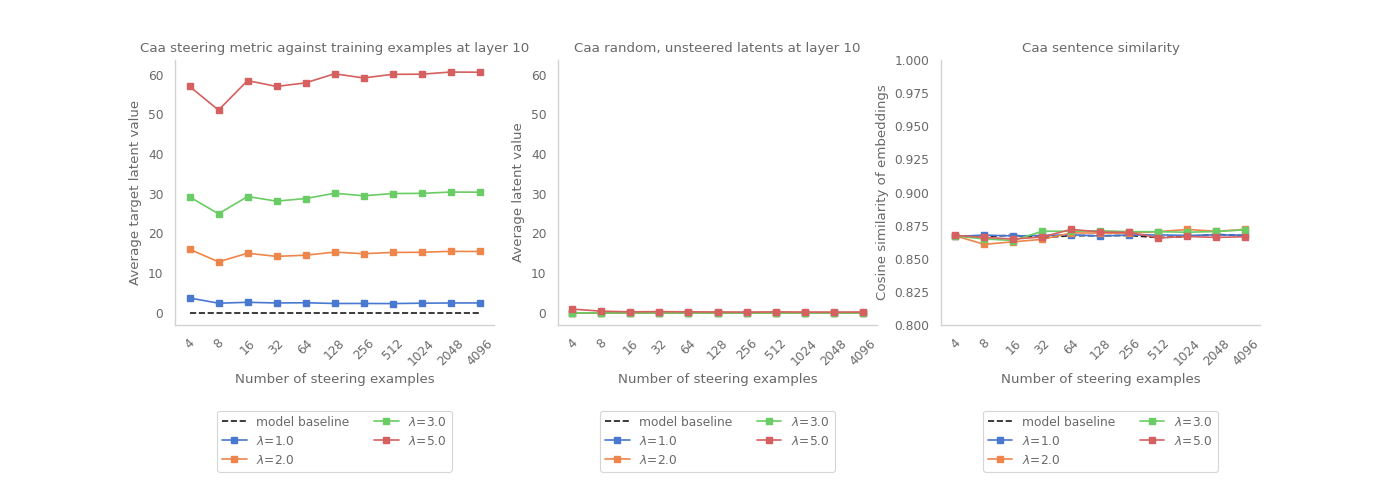 Caa steering metric against training examples at layer 10
Average target latent value
60
50
40
30
20
10
0
4
8
16
32
64
128
256
512
1024
2048
4096
Number of steering examples
model baseline
λ=1.0
λ=2.0
λ=3.0
λ=5.0
Caa random, unsteered latents at layer 10
Average latent value
60
50
40
30
20
10
0
4
8
16
32
64
128
256
512
1024
2048
4096
Number of steering examples
model baseline
λ=1.0
λ=2.0
λ=3.0
λ=5.0
Caa sentence similarity
Cosine similarity of embeddings
1.000
0.975
0.950
0.925
0.900
0.875
0.850
0.825
0.800
4
8
16
32
64
128
256
512
1024
2048
4096
Number of steering examples
model baseline
λ=1.0
λ=2.0
λ=3.0
λ=5.0